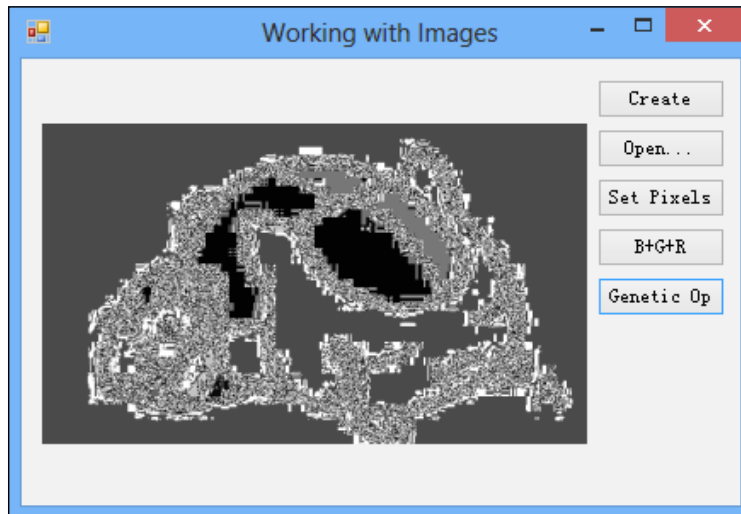 Working with Images
Create
Open...
Set Pixels
B+G+R
Genetic Op